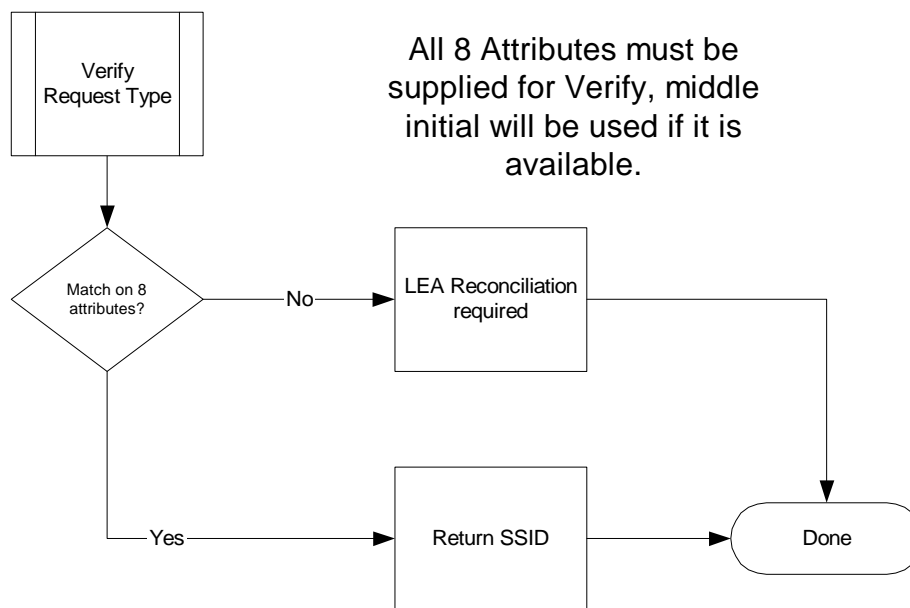 Verify
Request Type
All 8 Attributes must be
supplied for Verify, middle
initial will be used if it is
available.
Match on 8
attributes?
No
LEA Reconciliation
required
Yes
Return SSID
Done